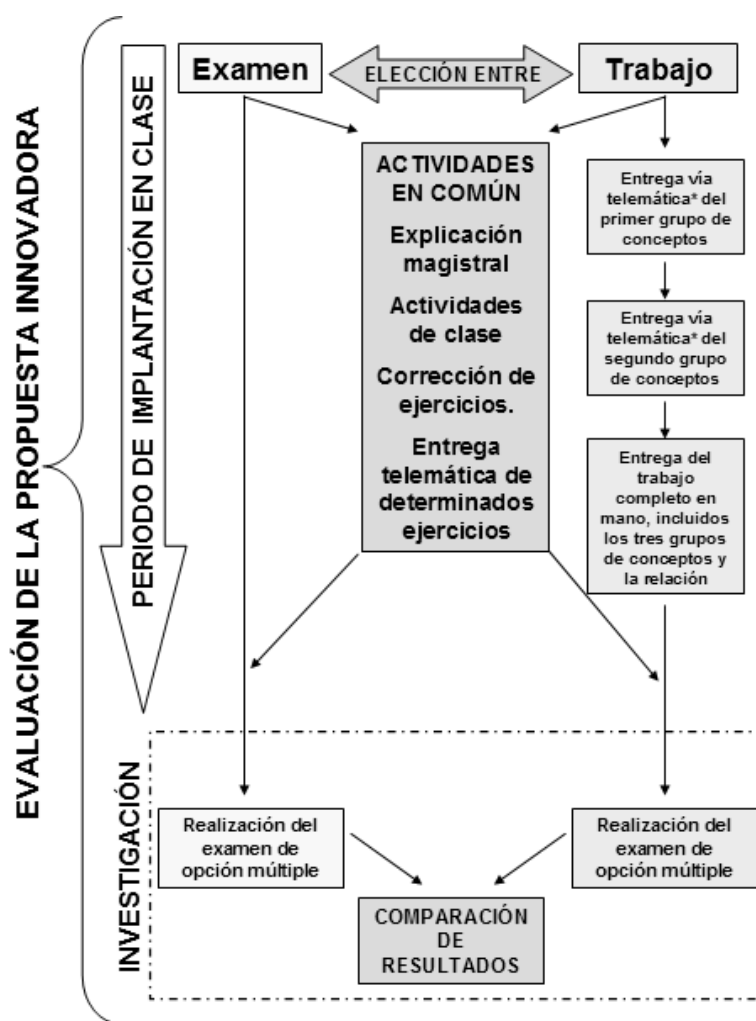 EVALUACIÓN DE LA PROPUESTA INNOVADORA
PERIODO DE IMPLANTACIÓN EN CLASE
Examen
ELECCIÓN ENTRE
Trabajo
ACTIVIDADES
EN COMÚN
Explicación
magistral
Actividades
de clase
Corrección de
ejercicios.
Entrega
telemática de
determinados
ejercicios
Entrega vía
telemática* del
primer grupo de
conceptos
Entrega vía
telemática* del
segundo grupo
de conceptos
Entrega del
trabajo
completo en
mano, incluidos
los tres grupos
de conceptos y
la relación
INVESTIGACIÓN
Realización del
examen de
opción múltiple
Realización del
examen de
opción múltiple
COMPARACIÓN
DE
RESULTADOS